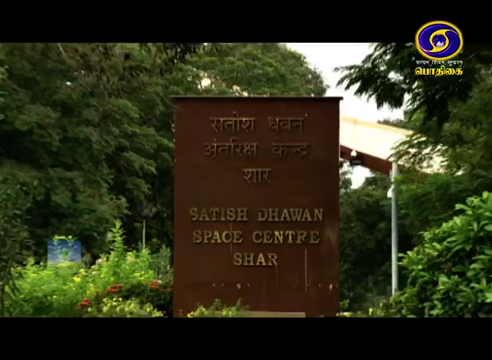 பொதிகை
सतीश धवन
अंतरिक्ष केन्द्र
शार
SATISH DHAWAN
SPACE CENTRE
SHAR